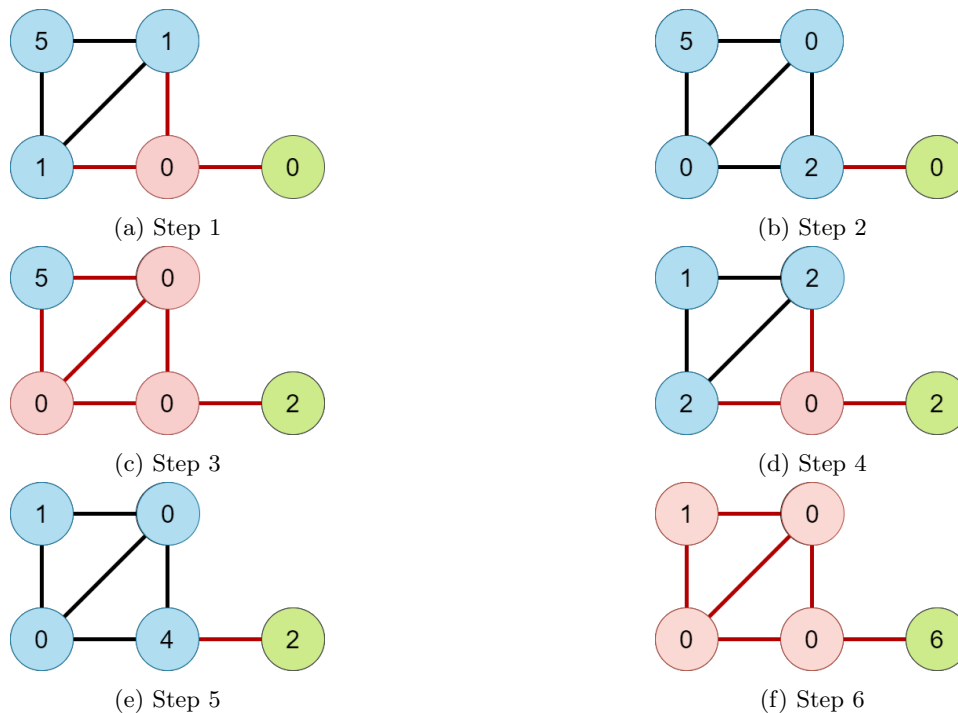 5 1
1 0 0
(a) Step 1
5 0
0 2 0
(b) Step 2
5 0
0 0 2
(c) Step 3
1 2
2 0 2
(d) Step 4
1 0
0 4 2
(e) Step 5
1 0
0 0 6
(f) Step 6